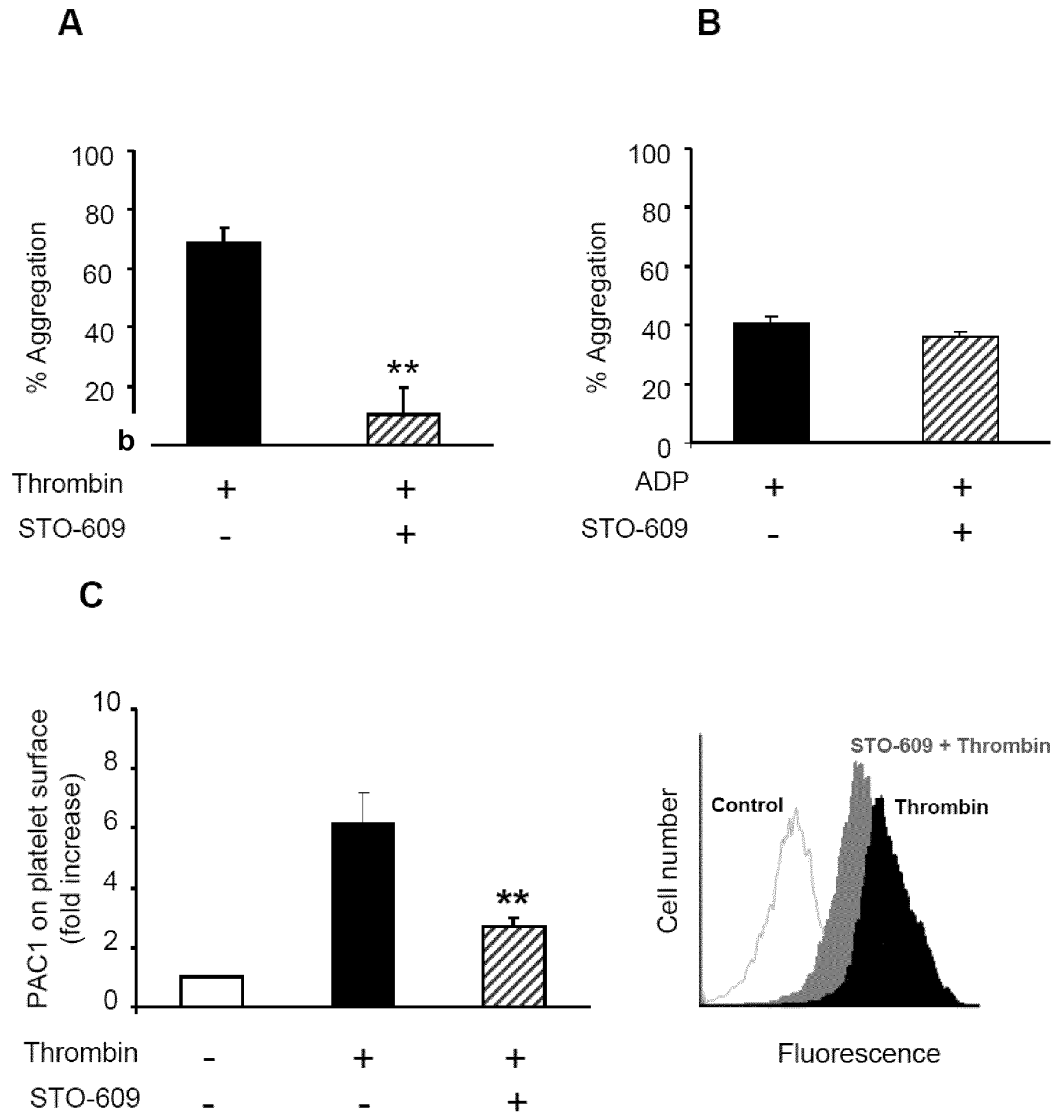 A
B
% Aggregation
100
80
60
40
20
b
**
Thrombin + +
STO-609 - +
% Aggregation
100
80
60
40
20
0
ADP + +
STO-609 - +
C
PAC1 on platelet surface
(fold increase)
10
8
6
4
2
0
**
Thrombin - + +
STO-609 - - +
STO-609 + Thrombin
Control
Thrombin
Cell number
Fluorescence